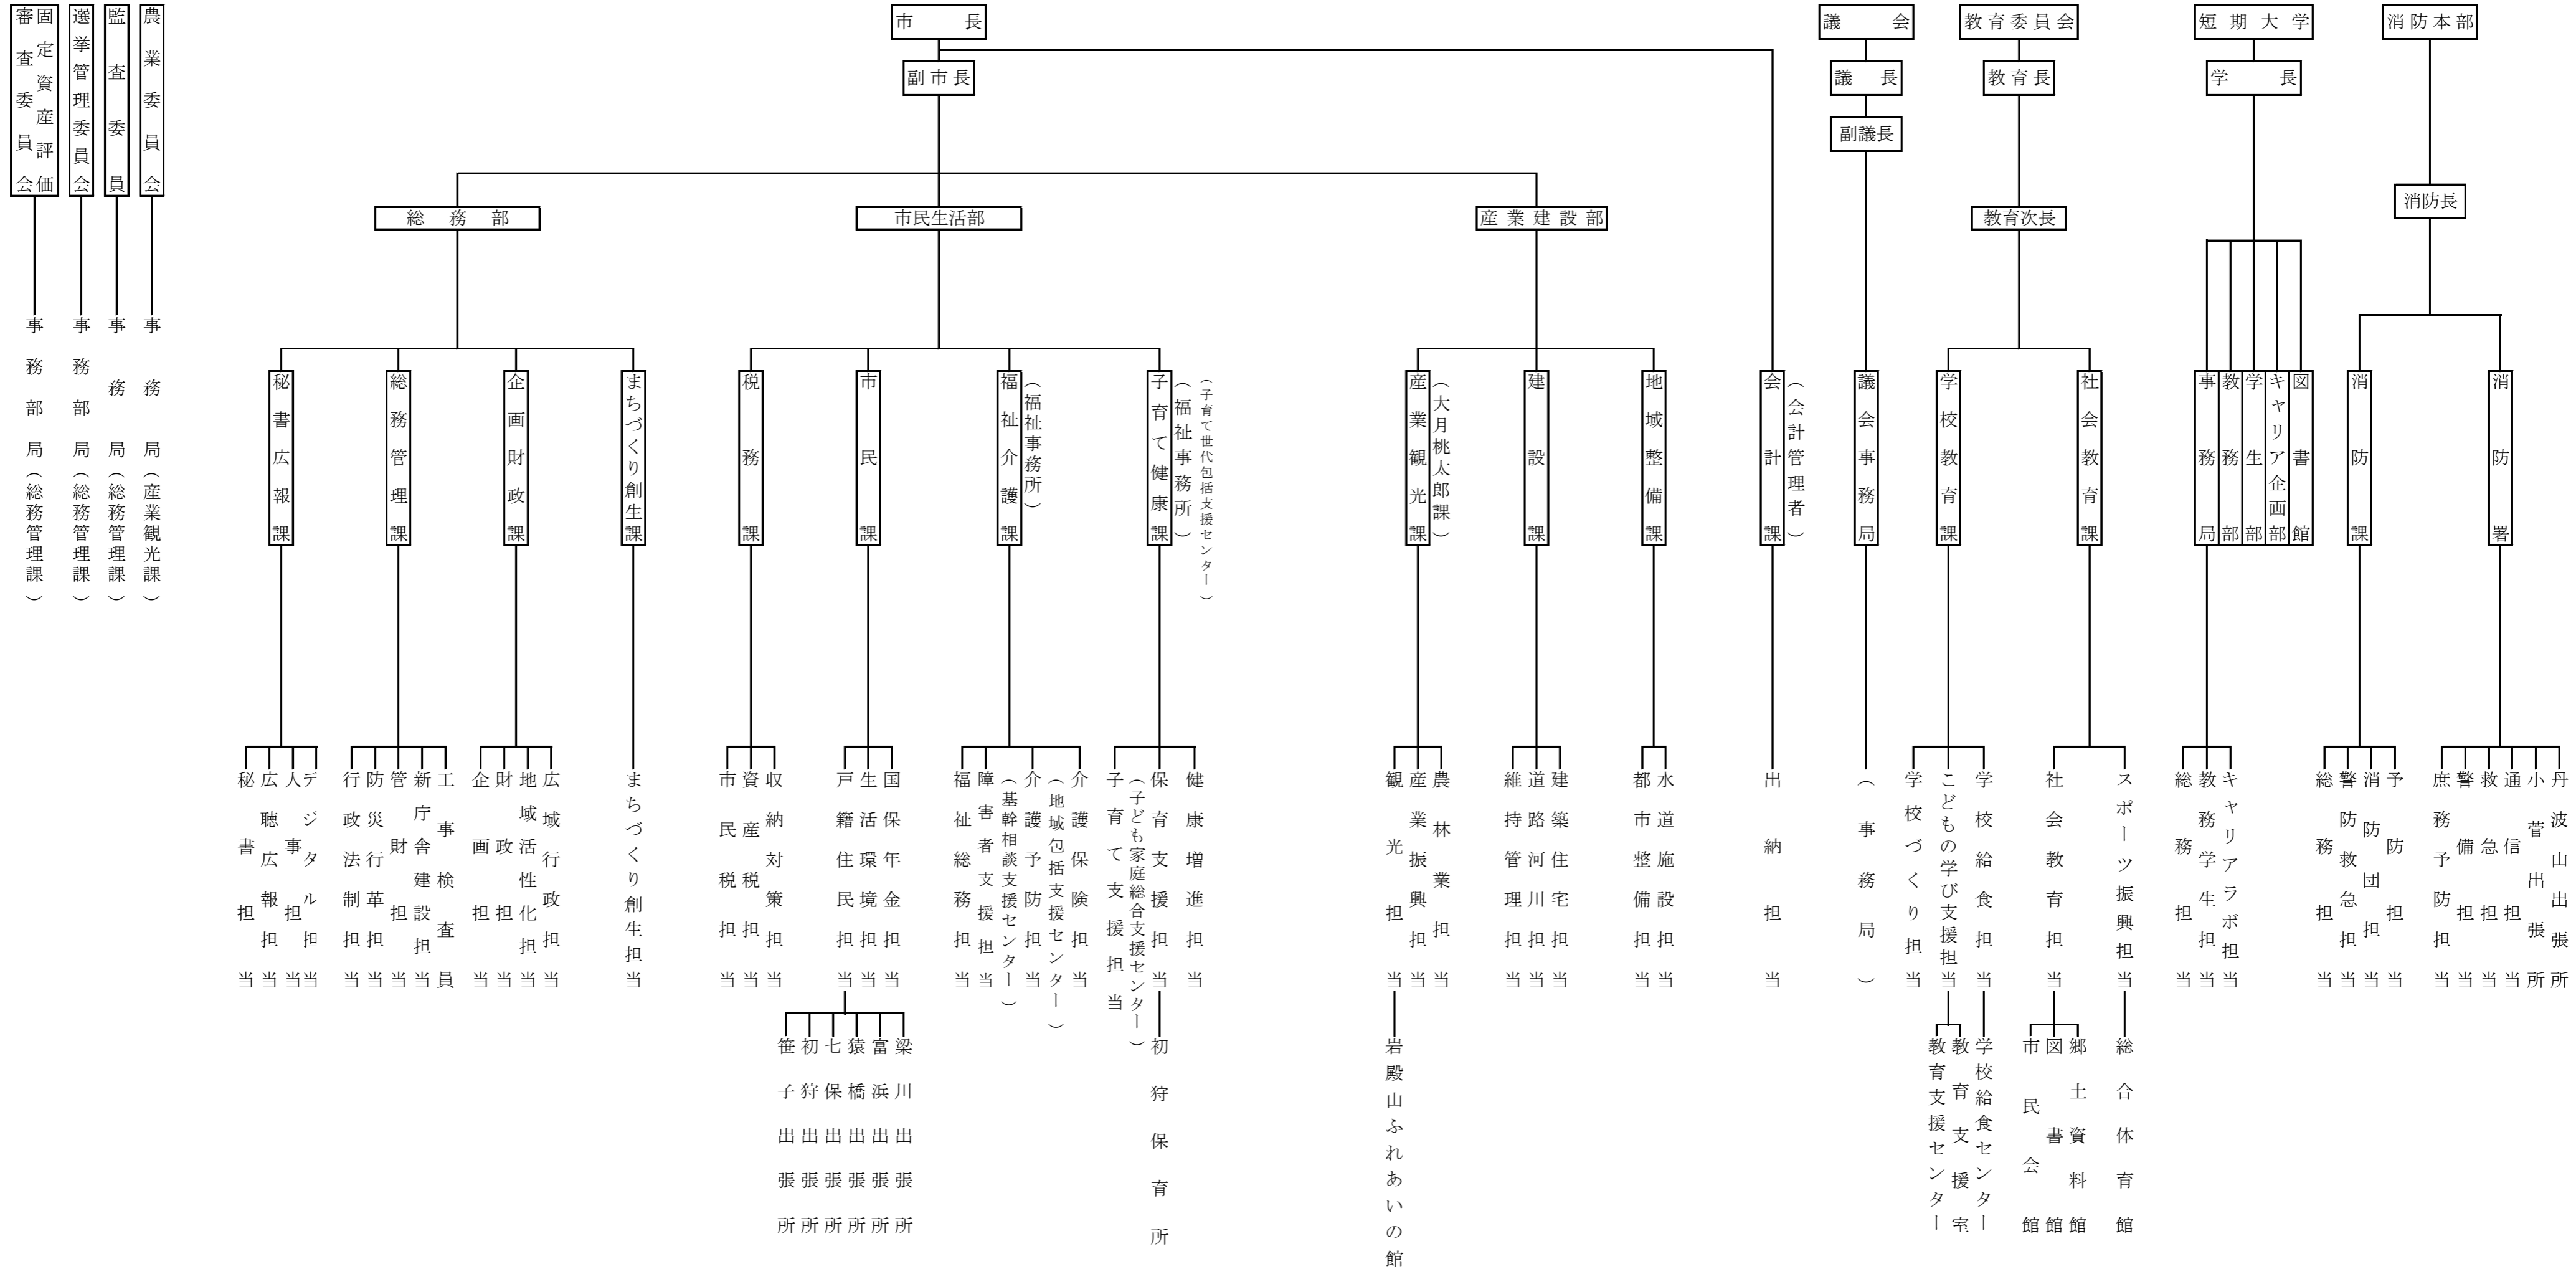 固定資産評価
審査委員会
選挙管理委員会
監査委員
農業委員会
事務局（総務管理課）
事務部局（総務管理課）
事務局（総務管理課）
事務局（産業観光課）
市長
副市長
総務部
市民生活部
産業建設部
秘書広報課
総務管理課
企画財政課
まちづくり創生課
税務課
市民課
福祉介護課
（福祉事務所）
子育て健康課
（福祉事務所）
（子育て世代包括支援センター）
産業観光課
（大月桃太郎課）
建設課
地域整備課
会計課
（会計管理者）
秘書担当
広聴広報担当
人事担当
デジタル担当
行政法制担当
防災行革担当
管財担当
新庁舎建設担当
工事検査員
企画担当
財政担当
地域活性化担当
広域行政担当
まちづくり創生担当
市民税担当
資産税担当
収納対策担当
戸籍住民担当
生活環境担当
国保年金担当
笹子出張所
初狩出張所
七保出張所
猿橋出張所
富浜出張所
梁川出張所
福祉総務担当
障害者支援担当
（基幹相談支援センター）
介護予防担当
（地域包括支援センター）
介護保険担当
子育て支援担当
（子ども家庭総合支援センター）
保育支援担当
健康増進担当
初狩保育所
観光担当
産業振興担当
農林業担当
岩殿山ふれあいの館
維持管理担当
道路河川担当
建築住宅担当
都市整備担当
水道施設担当
出納担当
議会
議長
副議長
議会事務局
（事務局）
教育委員会
教育長
教育次長
学校教育課
社会教育課
学校づくり担当
こどもの学び支援担当
学校給食担当
教育支援センター
教育支援室
学校給食センター
社会教育担当
スポーツ振興担当
市民会館
図書館
郷土資料館
総合体育館
短期大学
学長
事務局
教務部
学生部
キャリア企画部
図書館
総務担当
教務学生担当
キャリアラボ担当
消防本部
消防長
消防課
消防署
総務担当
警防救急担当
消防団担当
予防担当
庶務予防担当
警備担当
救急担当
通信担当
小菅出張所
丹波山出張所